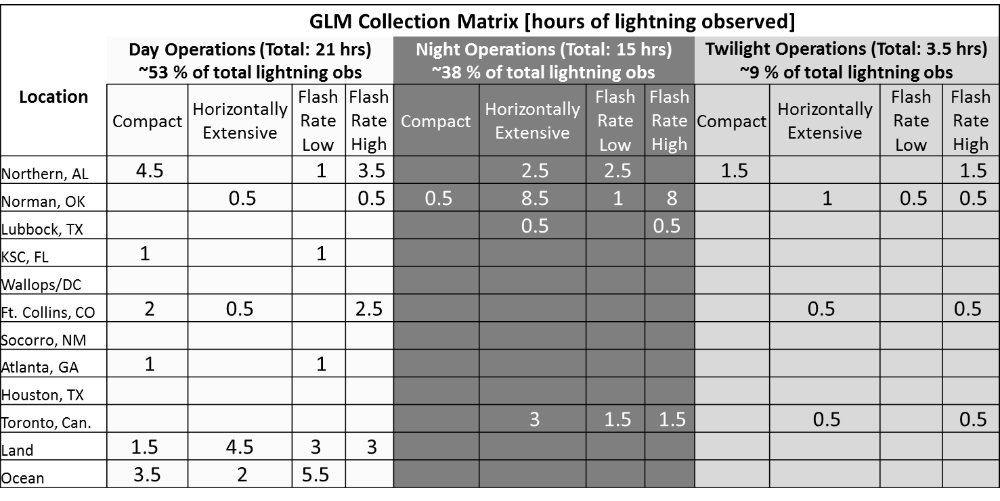 GLM Collection Matrix [hours of lightning observed]
Location
Day Operations (Total: 21 hrs)
~53 % of total lightning obs
Night Operations (Total: 15 hrs)
~38 % of total lightning obs
Twilight Operations (Total: 3.5 hrs)
~9 % of total lightning obs
Compact
Horizontally
Extensive
Flash
Rate
Low
Flash
Rate
High
Compact
Horizontally
Extensive
Flash
Rate
Low
Flash
Rate
High
Compact
Horizontally
Extensive
Flash
Rate
Low
Flash
Rate
High
Northern, AL 4.5 1 3.5 2.5 2.5 1.5 1.5
Norman, OK 0.5 0.5 0.5 8.5 1 8 1 0.5 0.5
Lubbock, TX 0.5 0.5
KSC, FL 1 1
Wallops/DC
Ft. Collins, CO 2 0.5 2.5 0.5 0.5
Socorro, NM
Atlanta, GA 1 1
Houston, TX
Toronto, Can. 3 1.5 1.5 0.5 0.5
Land 1.5 4.5 3 3
Ocean 3.5 2 5.5